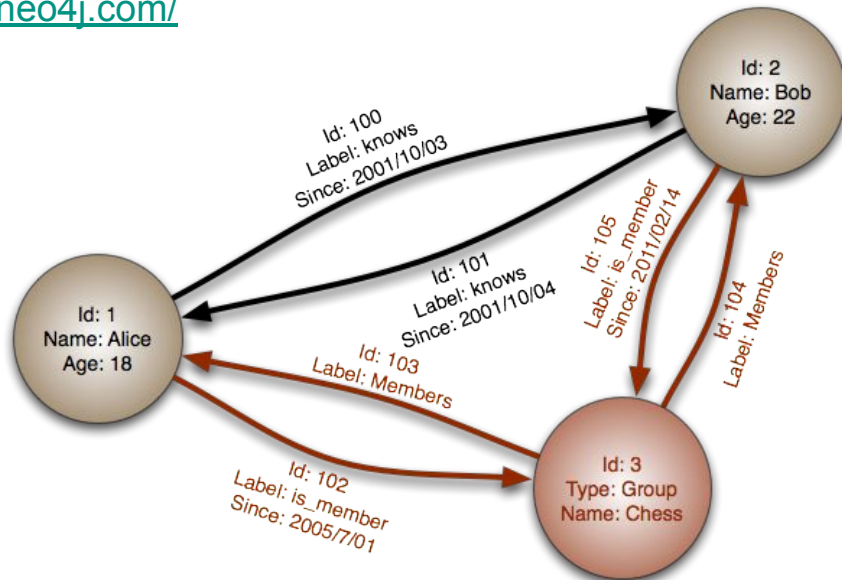 neo4j.com/
Id: 2
Name: Bob
Age: 22
Id: 100
Label: knows
Since: 2001/10/03
Id: 101
Label: knows
Since: 2001/10/04
Id: 105
Label: is_member
Since: 2011/02/14
Id: 104
Label: Members
Id: 1
Name: Alice
Age: 18
Id: 103
Label: Members
Id: 102
Label: is_member
Since: 2005/7/01
Id: 3
Type: Group
Name: Chess